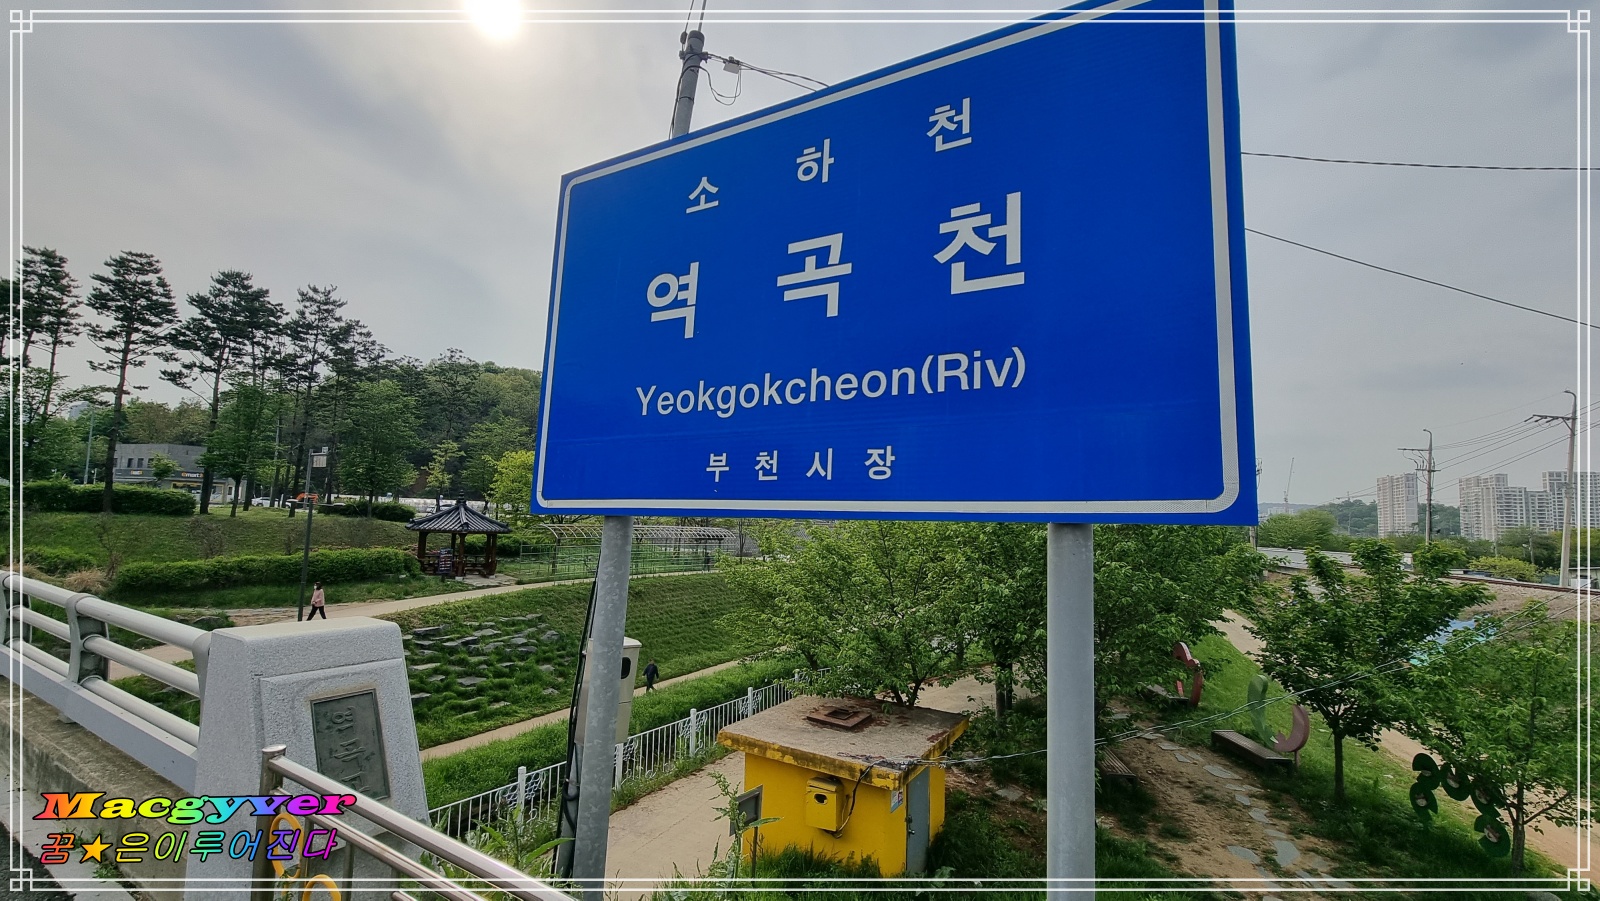 소하천
역곡천
Yeokgokcheon(Riv)
부천시장
Macgyver
꿈★은이루어진다